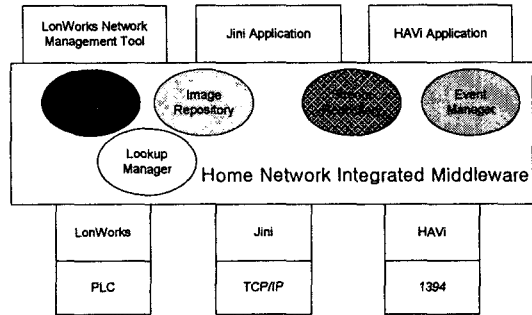 LonWorks Network
Management Tool
Jini Application
HAVi Application
Image
Repository
Event
Manager
Lookup
Manager
Home Network Integrated Middleware
LonWorks
Jini
HAVi
PLC
TCP/IP
1394